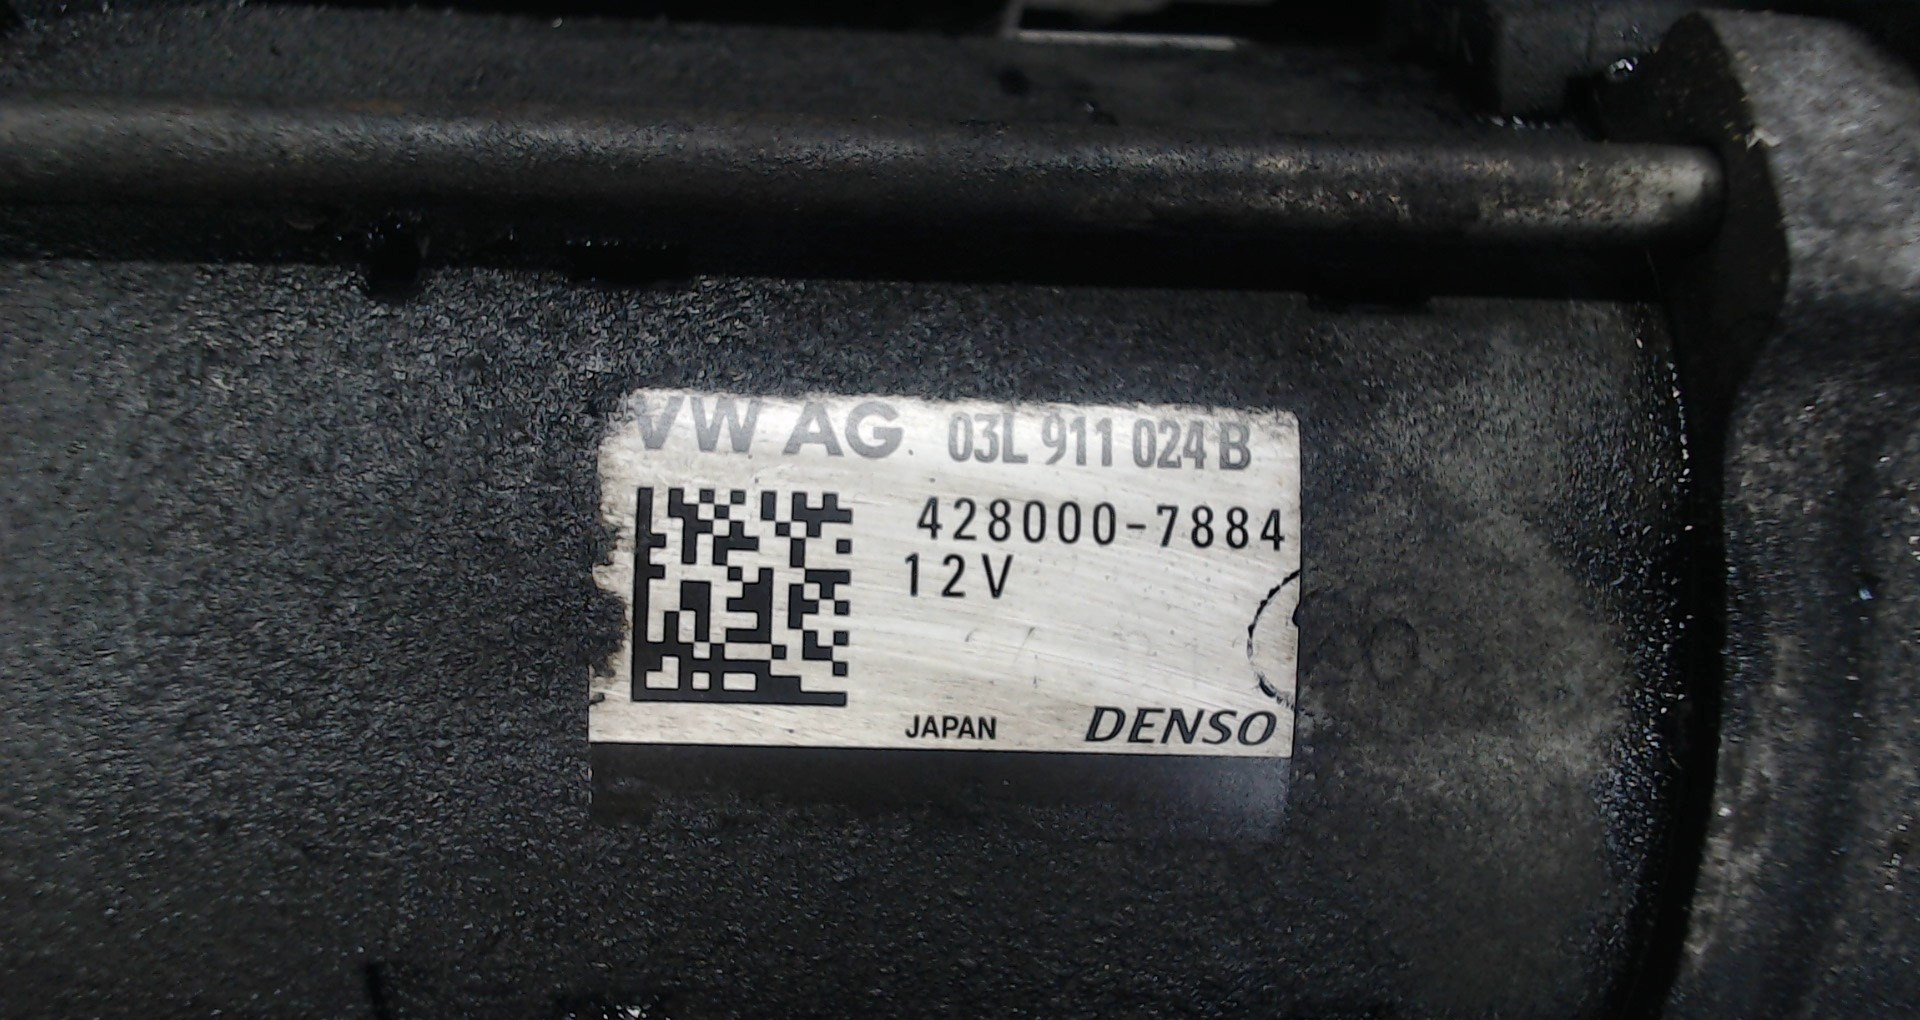 VW AG 03L 911 024 B
428000-7884
12V
JAPAN DENSO